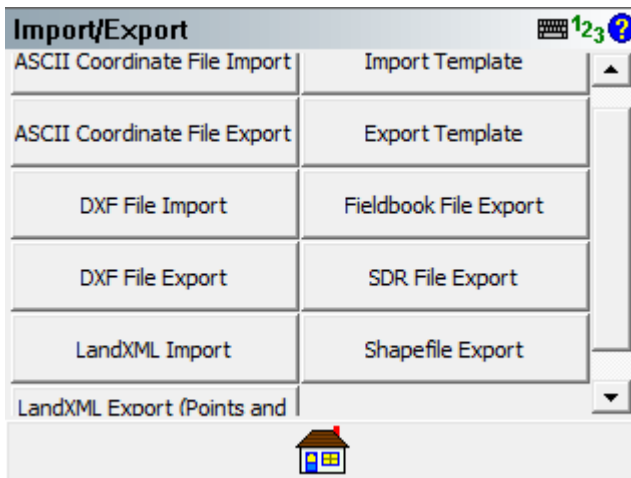 Import/Export
123
?
ASCII Coordinate File Import
Import Template
ASCII Coordinate File Export
Export Template
DXF File Import
Fieldbook File Export
DXF File Export
SDR File Export
LandXML Import
Shapefile Export
LandXML Export (Points and